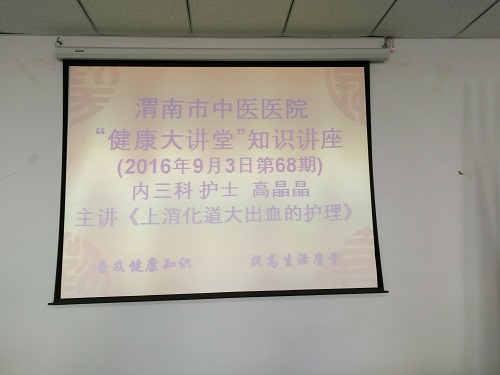 渭南市中医医院
“健康大讲堂”知识讲座
(2016年9月3日第68期)
内三科 护士 高晶晶
主讲《上消化道大出血的护理》
普及健康知识 提高生活质量